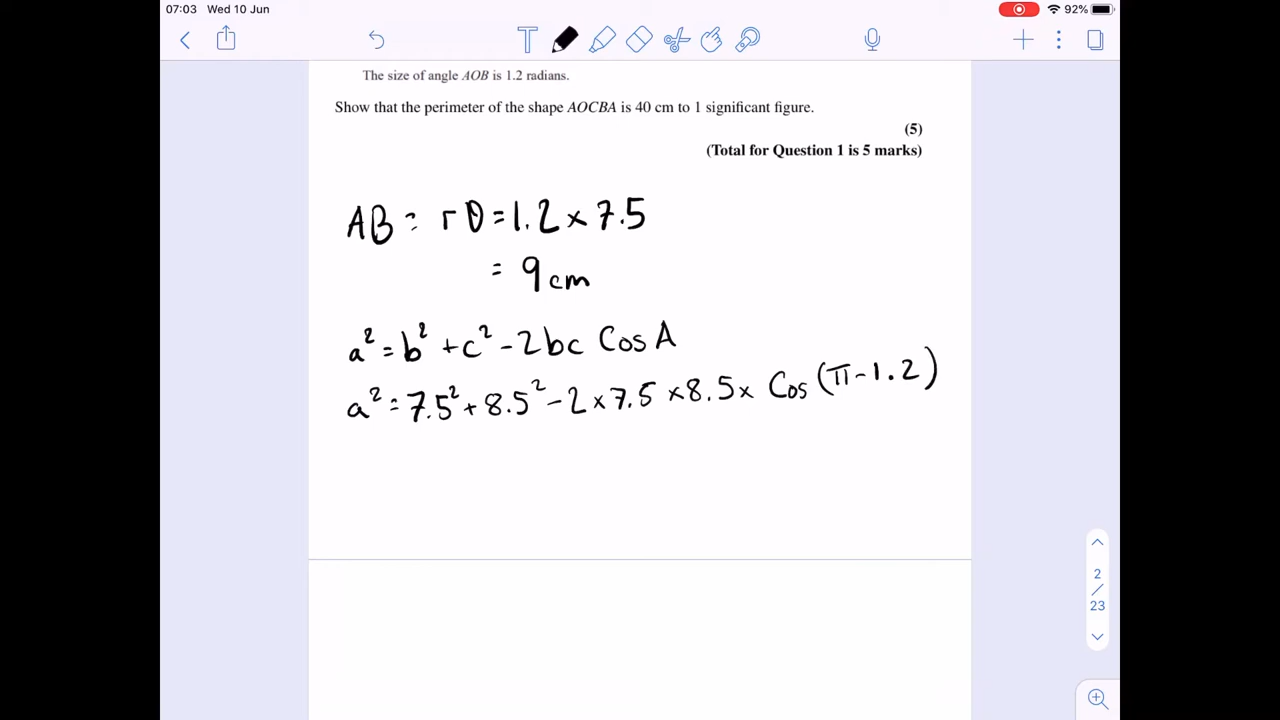 07:03 Wed 10 Jun 92%
The size of angle AOB is 1.2 radians.
Show that the perimeter of the shape AOCBA is 40 cm to 1 significant figure.
(5)
(Total for Question 1 is 5 marks)
AB = rθ = 1.2 × 7.5
= 9cm
a² = b² + c² - 2bc Cos A
a² = 7.5² + 8.5² - 2 × 7.5 × 8.5 × Cos (π - 1.2)
2
/
23